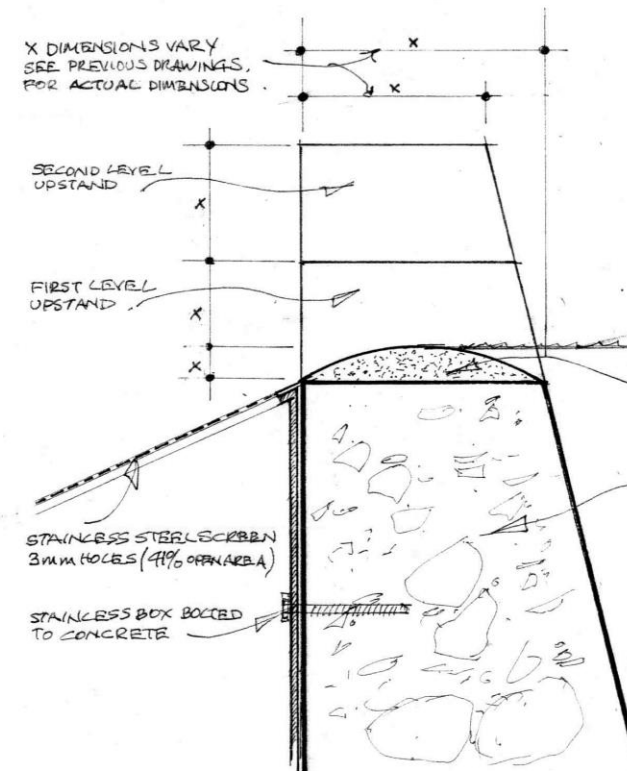 X DIMENSIONS VARY
SEE PREVIOUS DRAWINGS,
FOR ACTUAL DIMENSIONS.
X
X
SECOND LEVEL
UPSTAND
X
FIRST LEVEL
UPSTAND
X
X
STAINLESS STEEL SCREEN
3mm HOLES (41% OPEN AREA)
STAINLESS BOX BOLTED
TO CONCRETE